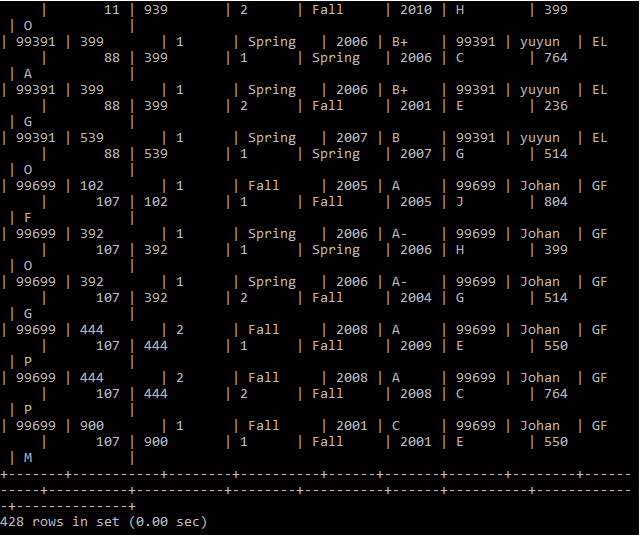 |       11 | 939       | 2      | Fall     | 2010 | H        | 399
| O            |
| 99391 | 399       | 1      | Spring   | 2006 | B+    | 99391 | yuyun  | EL
|       88 | 399       | 1      | Spring   | 2006 | C        | 764
| A            |
| 99391 | 399       | 1      | Spring   | 2006 | B+    | 99391 | yuyun  | EL
|       88 | 399       | 2      | Fall     | 2001 | E        | 236
| G            |
| 99391 | 539       | 1      | Spring   | 2007 | B     | 99391 | yuyun  | EL
|       88 | 539       | 1      | Spring   | 2007 | G        | 514
| O            |
| 99699 | 102       | 1      | Fall     | 2005 | A     | 99699 | Johan  | GF
|      107 | 102       | 1      | Fall     | 2005 | J        | 804
| F            |
| 99699 | 392       | 1      | Spring   | 2006 | A-    | 99699 | Johan  | GF
|      107 | 392       | 1      | Spring   | 2006 | H        | 399
| O            |
| 99699 | 392       | 1      | Spring   | 2006 | A-    | 99699 | Johan  | GF
|      107 | 392       | 2      | Fall     | 2004 | G        | 514
| G            |
| 99699 | 444       | 2      | Fall     | 2008 | A     | 99699 | Johan  | GF
|      107 | 444       | 1      | Fall     | 2009 | E        | 550
| P            |
| 99699 | 444       | 2      | Fall     | 2008 | A     | 99699 | Johan  | GF
|      107 | 444       | 2      | Fall     | 2008 | C        | 764
| P            |
| 99699 | 900       | 1      | Fall     | 2001 | C     | 99699 | Johan  | GF
|      107 | 900       | 1      | Fall     | 2001 | E        | 550
| M            |
+-------+-----------+--------+----------+------+-------+-------+--------+------
-----+----------+-----------+--------+----------+------+----------+------------
-+--------------+
428 rows in set (0.00 sec)